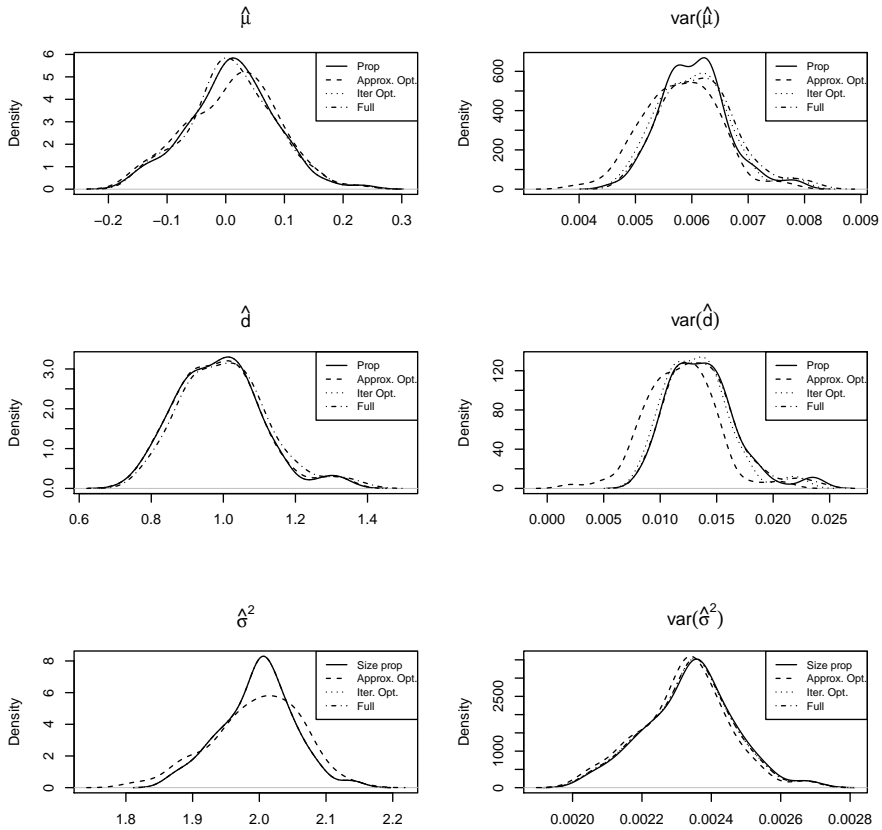 μ̂
Density
0 1 2 3 4 5 6
−0.2 −0.1 0.0 0.1 0.2 0.3
Prop
Approx. Opt.
Iter Opt.
Full
var(μ̂)
Density
0 200 400 600
0.004 0.005 0.006 0.007 0.008 0.009
Prop
Approx. Opt.
Iter Opt.
Full
d̂
Density
0.0 1.0 2.0 3.0
0.6 0.8 1.0 1.2 1.4
Prop
Approx. Opt.
Iter Opt.
Full
var(d̂)
Density
0 40 80 120
0.000 0.005 0.010 0.015 0.020 0.025
Prop
Approx. Opt.
Iter Opt.
Full
σ̂²
Density
0 2 4 6 8
1.8 1.9 2.0 2.1 2.2
Size prop
Approx. Opt.
Iter. Opt.
Full
var(σ̂²)
Density
0 1000 2500
0.0020 0.0022 0.0024 0.0026 0.0028
Size prop
Approx. Opt.
Iter. Opt.
Full